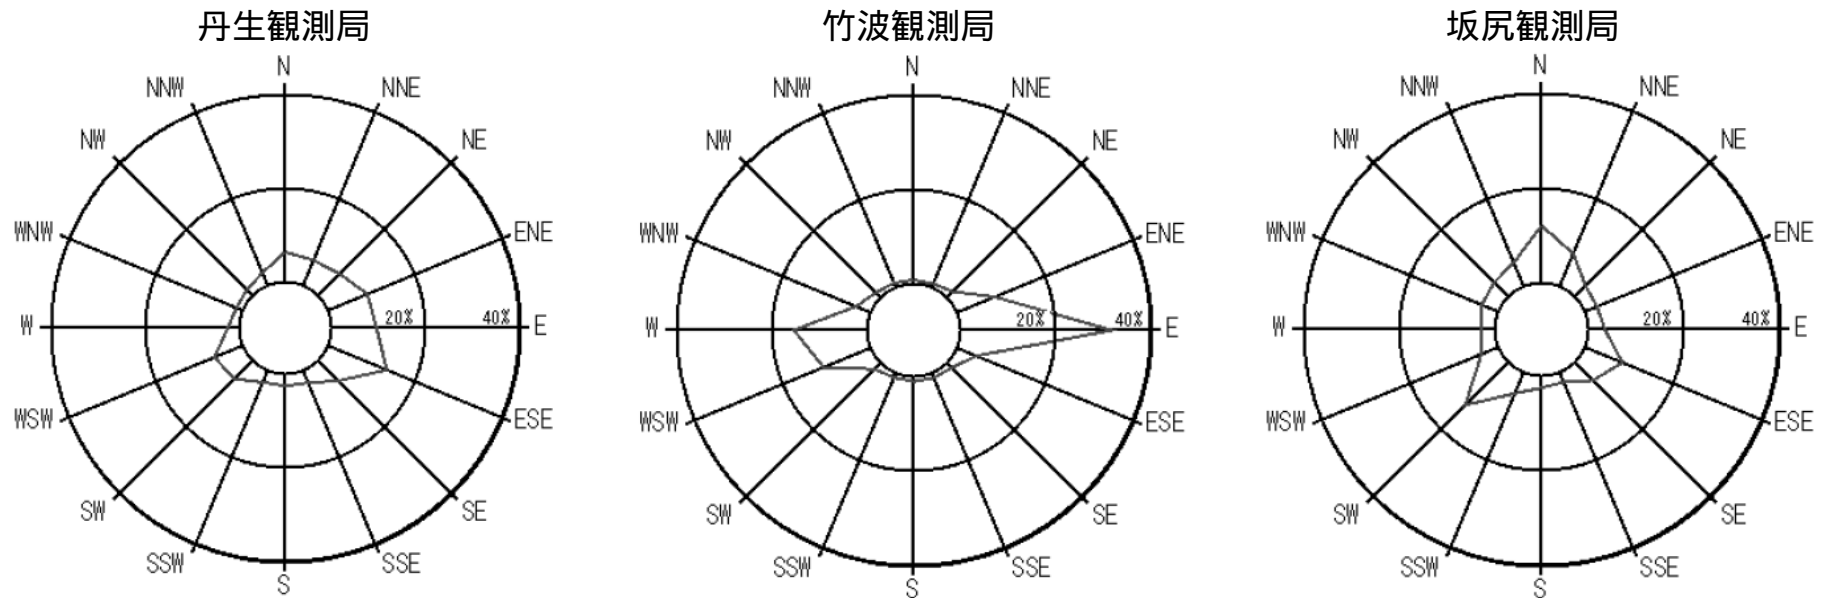 丹生観測局
N
NNW
NNE
NW
NE
WNW
ENE
W
20%
40%
E
WSW
ESE
SW
SE
SSW
SSE
S
竹波観測局
N
NNW
NNE
NW
NE
WNW
ENE
W
20%
40%
E
WSW
ESE
SW
SE
SSW
SSE
S
坂尻観測局
N
NNW
NNE
NW
NE
WNW
ENE
W
20%
40%
E
WSW
ESE
SW
SE
SSW
SSE
S